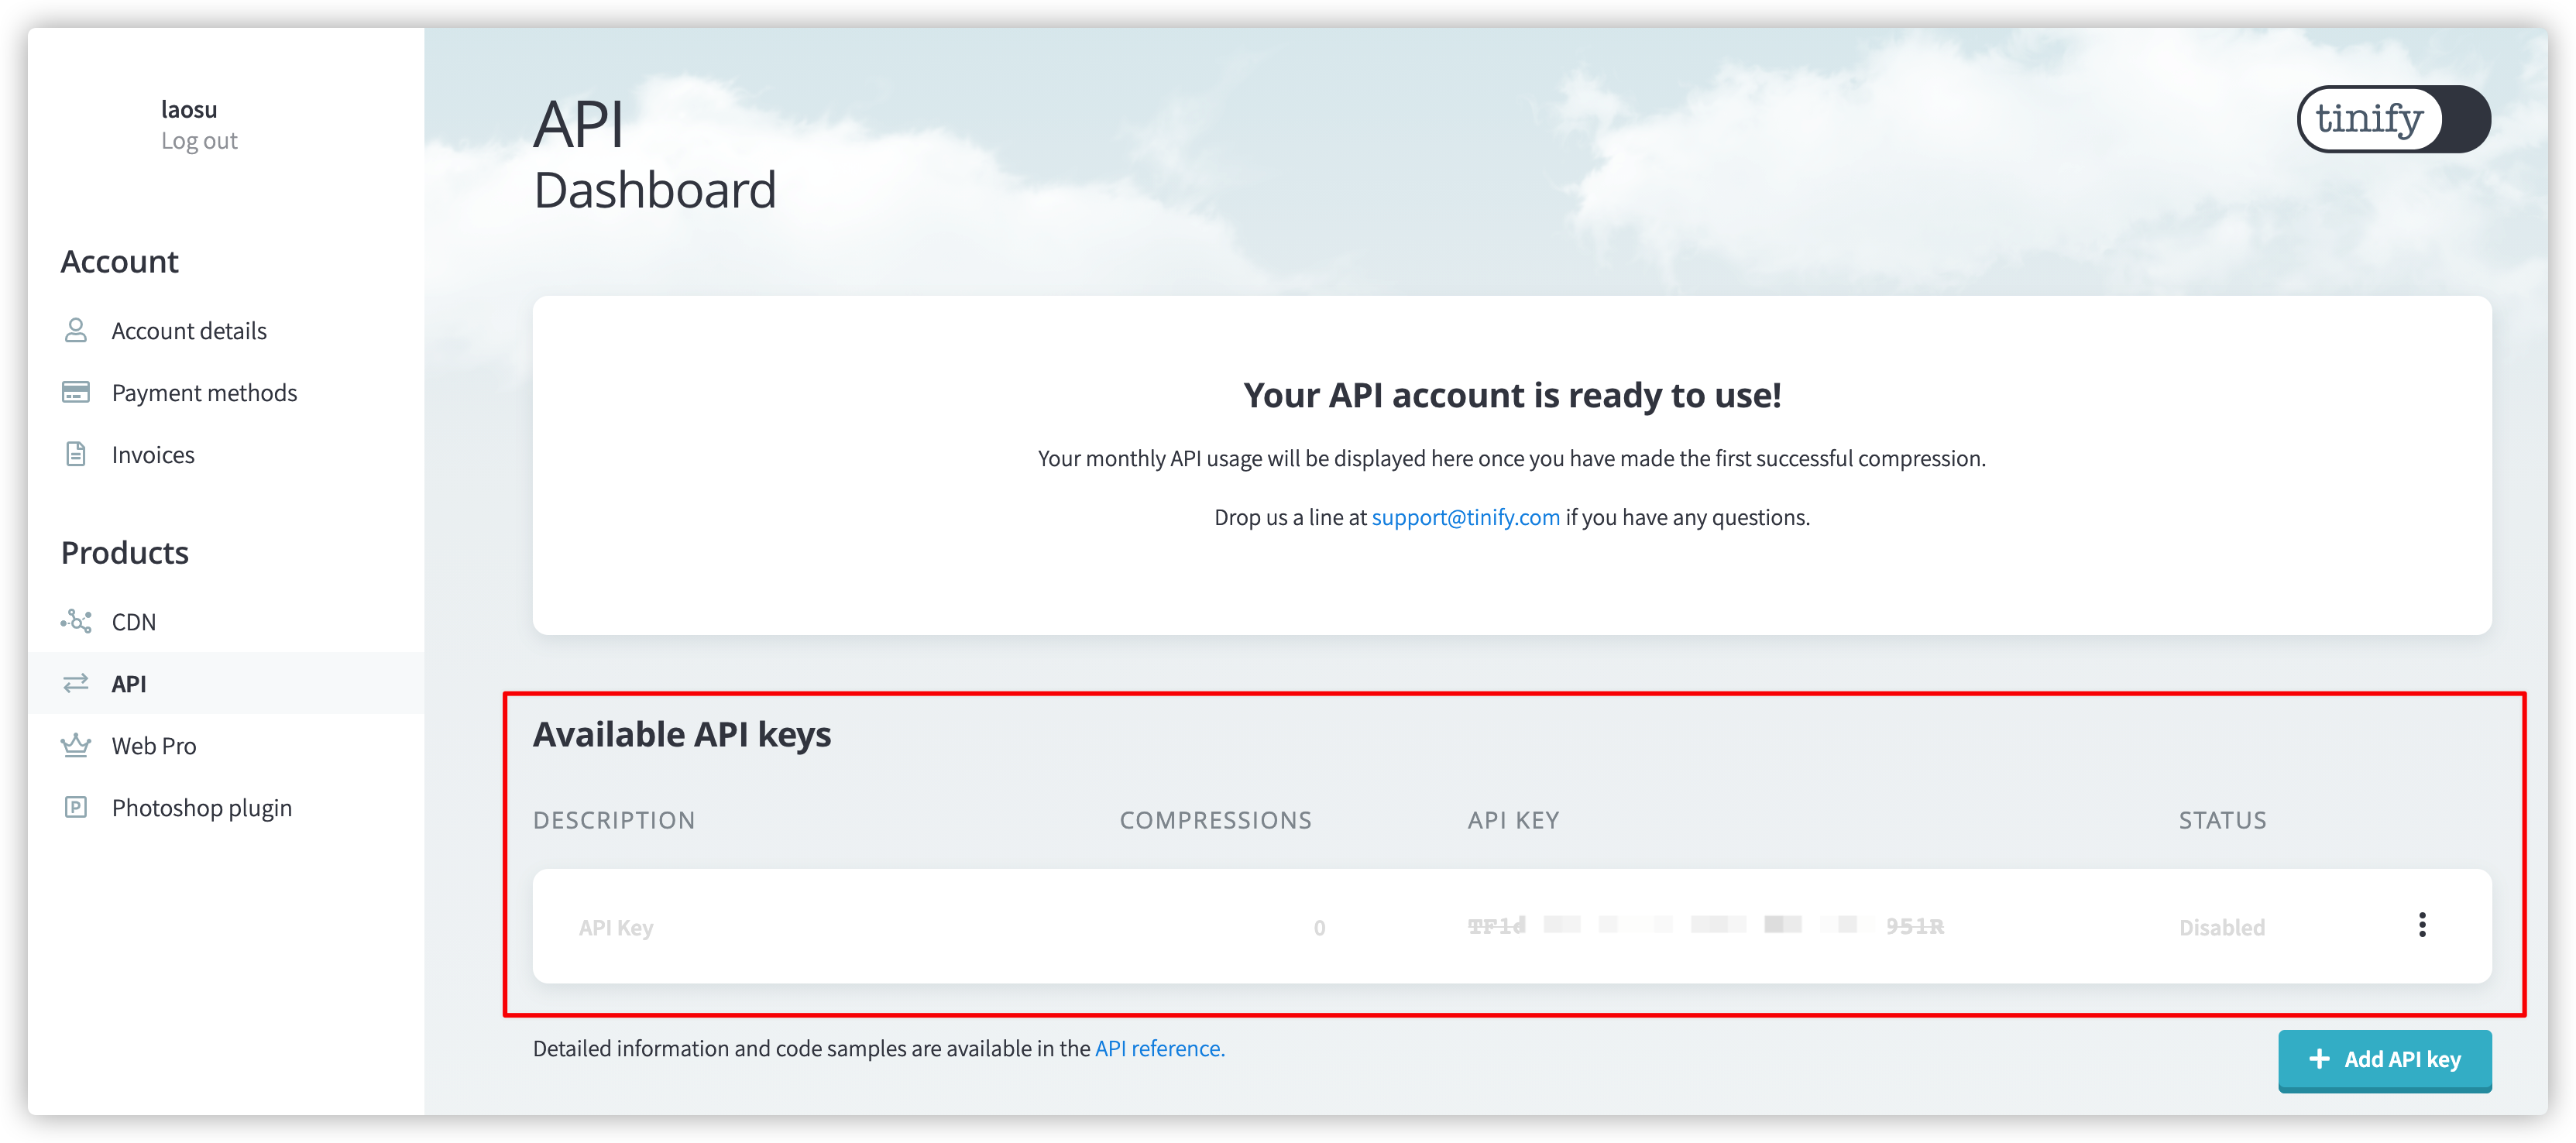 laosu
Log out
Account
Account details
Payment methods
Invoices
Products
CDN
API
Web Pro
Photoshop plugin
API
Dashboard
tinify
Your API account is ready to use!
Your monthly API usage will be displayed here once you have made the first successful compression.
Drop us a line at support@tinify.com if you have any questions.
Available API keys
DESCRIPTION COMPRESSIONS API KEY STATUS
API Key 0 TF1d 951R Disabled
Detailed information and code samples are available in the API reference.
+ Add API key